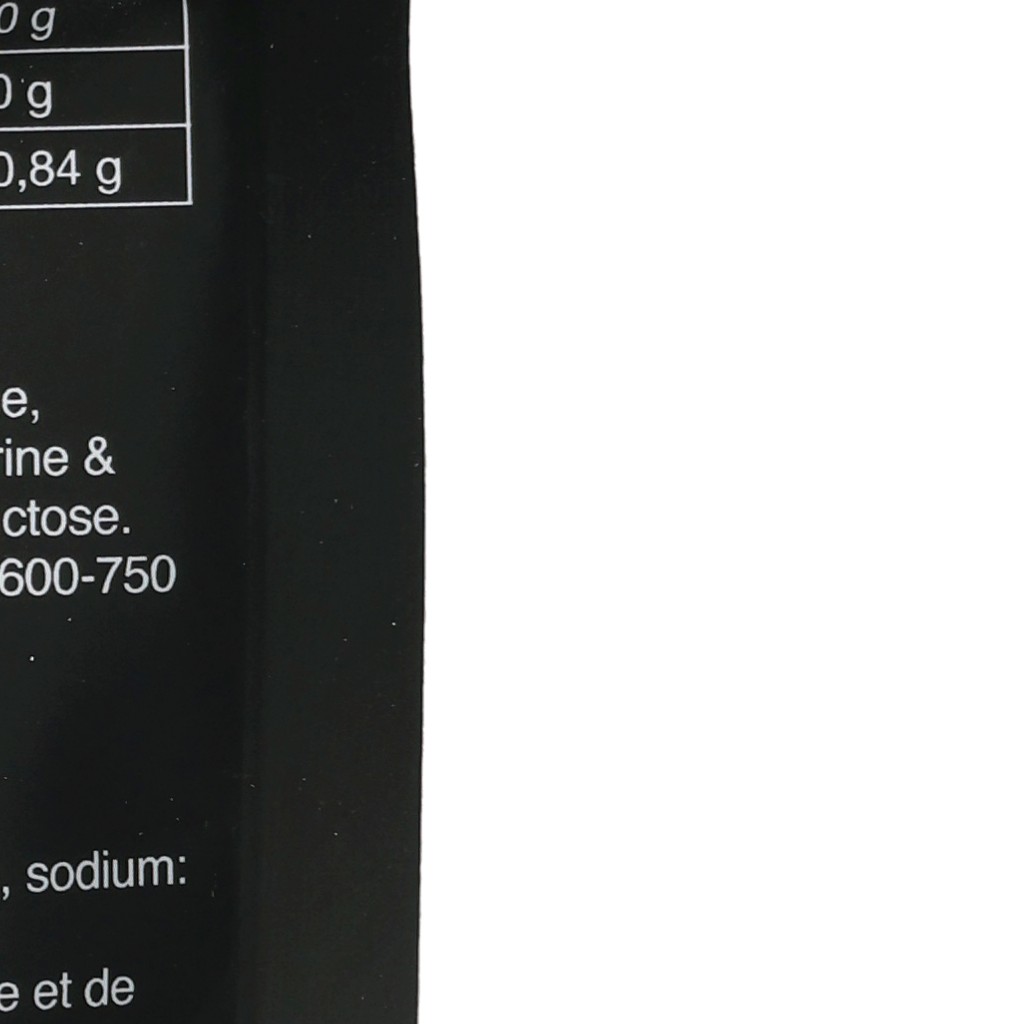 0 g
0 g
0,84 g
e,
rine &
ctose.
600-750
, sodium:
e et de